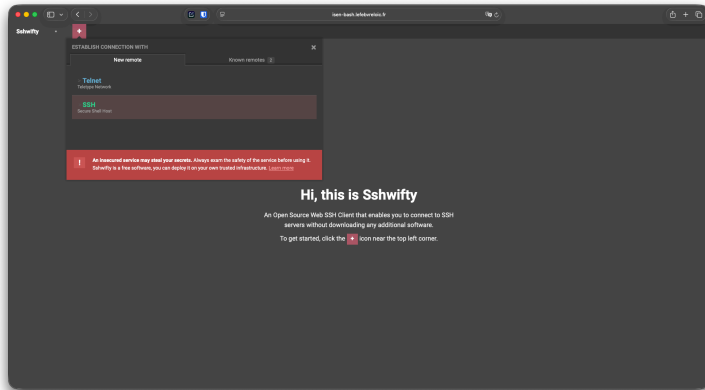 isen-bash.lefebvreloic.fr
Sshwifty
ESTABLISH CONNECTION WITH
New remote
Known remotes 2
Telnet
Teletype Network
SSH
Secure Shell Host
! An insecured service may steal your secrets. Always exam the safety of the service before using it.
Sshwifty is a free software, you can deploy it on your own trusted infrastructure. Learn more
Hi, this is Sshwifty
An Open Source Web SSH Client that enables you to connect to SSH
servers without downloading any additional software.
To get started, click the + icon near the top left corner.